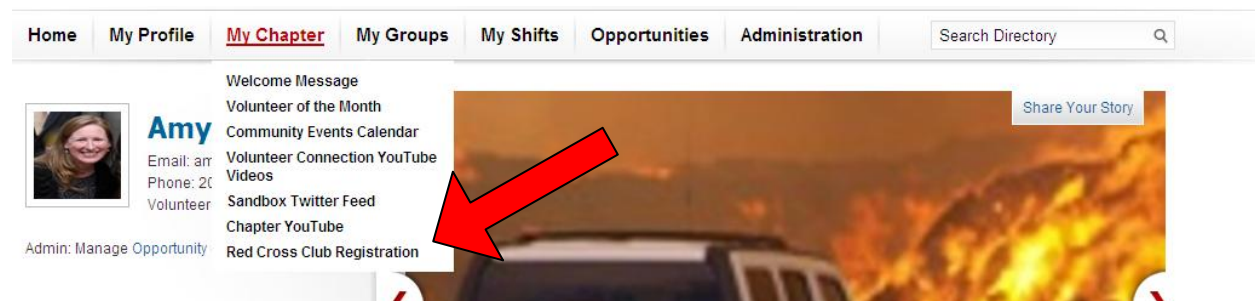 Home My Profile My Chapter My Groups My Shifts Opportunities Administration Search Directory
Welcome Message
Volunteer of the Month
Community Events Calendar
Volunteer Connection YouTube
Videos
Sandbox Twitter Feed
Chapter YouTube
Red Cross Club Registration
Amy
Email: am
Phone: 20
Volunteer
Admin: Manage Opportunity
Share Your Story